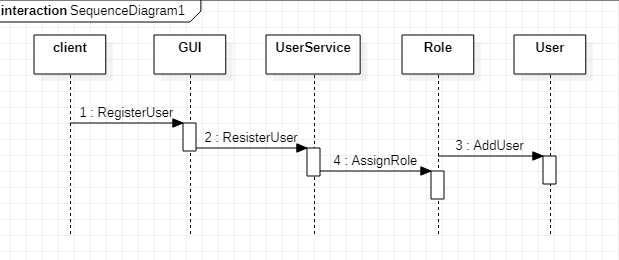 interaction SequenceDiagram1
client
GUI
UserService
Role
User
1 : RegisterUser
2 : ResisterUser
3 : AddUser
4 : AssignRole